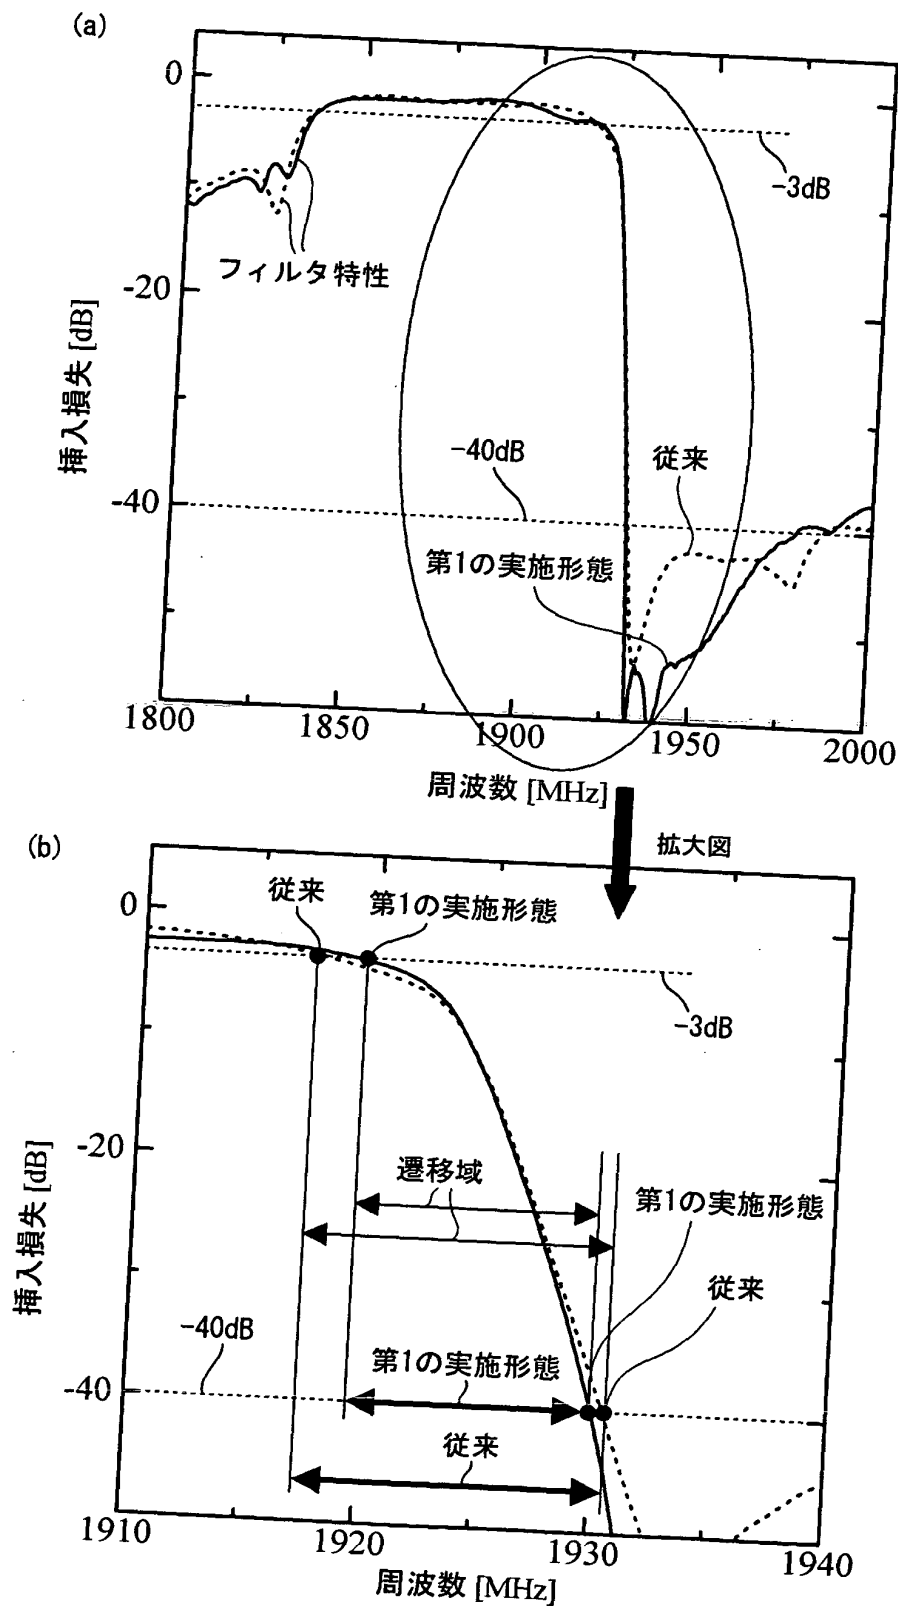 (a)
0
-3dB
フィルタ特性
-20
挿入損失 [dB]
-40dB
従来
-40
第1の実施形態
1800
1850
1900
1950
2000
周波数 [MHz]
拡大図
(b)
従来
第1の実施形態
0
-3dB
-20
遷移域
第1の実施形態
挿入損失 [dB]
従来
-40dB
第1の実施形態
-40
従来
1910
1920
1930
1940
周波数 [MHz]